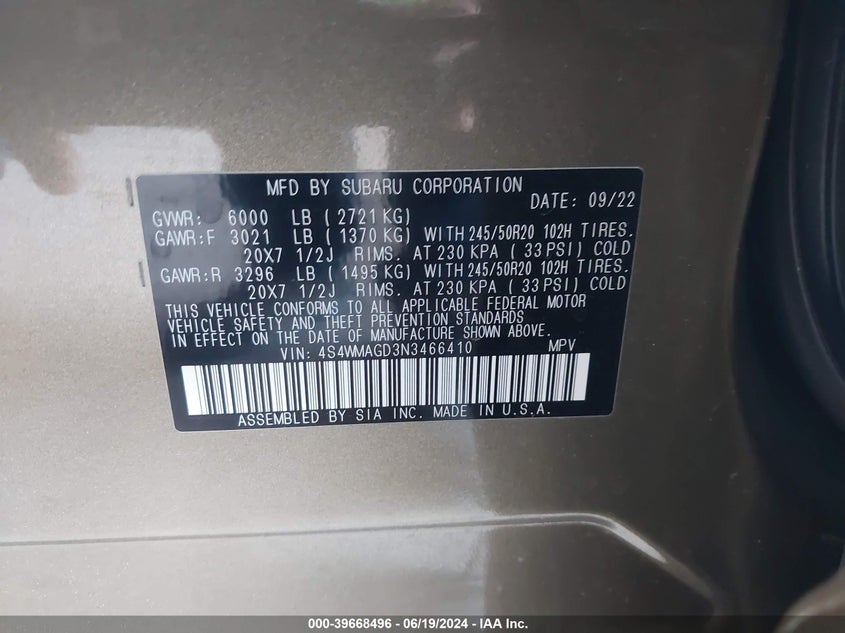 MFD BY SUBARU CORPORATION
DATE: 09/22
GVWR: 6000 LB ( 2721 KG)
GAWR:F 3021 LB ( 1370 KG) WITH 245/50R20 102H TIRES.
20X7 1/2J RIMS. AT 230 KPA ( 33 PSI) COLD
GAWR:R 3296 LB ( 1495 KG) WITH 245/50R20 102H TIRES.
20X7 1/2J RIMS. AT 230 KPA ( 33 PSI) COLD
THIS VEHICLE CONFORMS TO ALL APPLICABLE FEDERAL MOTOR
VEHICLE SAFETY AND THEFT PREVENTION STANDARDS
IN EFFECT ON THE DATE OF MANUFACTURE SHOWN ABOVE.
VIN: 4S4WMAGD3N3466410 MPV
ASSEMBLED BY SIA INC. MADE IN U.S.A.
000-39668496 - 06/19/2024 - IAA Inc.